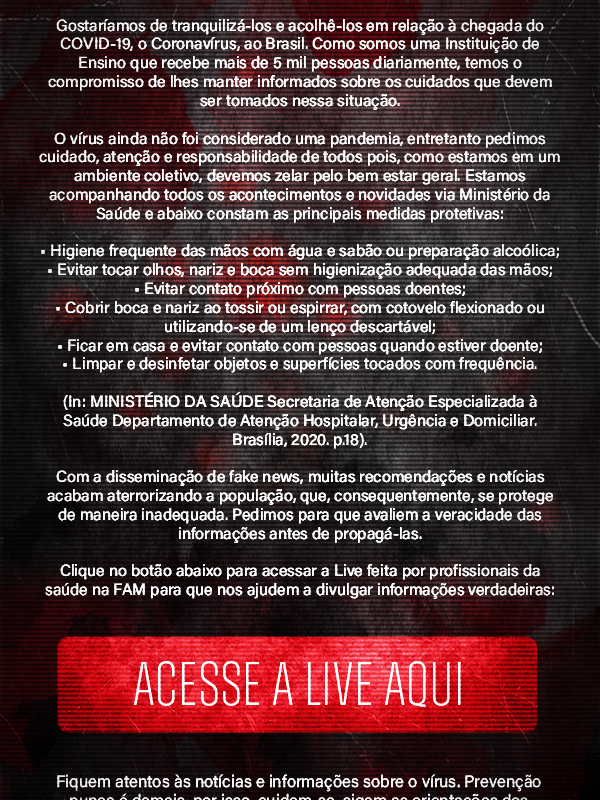 Gostaríamos de tranquilizá-los e acolhê-los em relação à chegada do
COVID-19, o Coronavírus, ao Brasil. Como somos uma Instituição de
Ensino que recebe mais de 5 mil pessoas diariamente, temos o
compromisso de lhes manter informados sobre os cuidados que devem
ser tomados nessa situação.
O vírus ainda não foi considerado uma pandemia, entretanto pedimos
cuidado, atenção e responsabilidade de todos pois, como estamos em um
ambiente coletivo, devemos zelar pelo bem estar geral. Estamos
acompanhando todos os acontecimentos e novidades via Ministério da
Saúde e abaixo constam as principais medidas protetivas:
• Higiene frequente das mãos com água e sabão ou preparação alcoólica;
• Evitar tocar olhos, nariz e boca sem higienização adequada das mãos;
• Evitar contato próximo com pessoas doentes;
• Cobrir boca e nariz ao tossir ou espirrar, com cotovelo flexionado ou
utilizando-se de um lenço descartável;
• Ficar em casa e evitar contato com pessoas quando estiver doente;
• Limpar e desinfetar objetos e superfícies tocados com frequência.
(In: MINISTÉRIO DA SAÚDE Secretaria de Atenção Especializada à
Saúde Departamento de Atenção Hospitalar, Urgência e Domiciliar.
Brasília, 2020. p.18).
Com a disseminação de fake news, muitas recomendações e notícias
acabam aterrorizando a população, que, consequentemente, se protege
de maneira inadequada. Pedimos para que avaliem a veracidade das
informações antes de propagá-las.
Clique no botão abaixo para acessar a Live feita por profissionais da
saúde na FAM para que nos ajudem a divulgar informações verdadeiras:
ACESSE A LIVE AQUI
Fiquem atentos às notícias e informações sobre o vírus. Prevenção
nunca é demais, por isso, cuidem-se, sigam as orientações dos